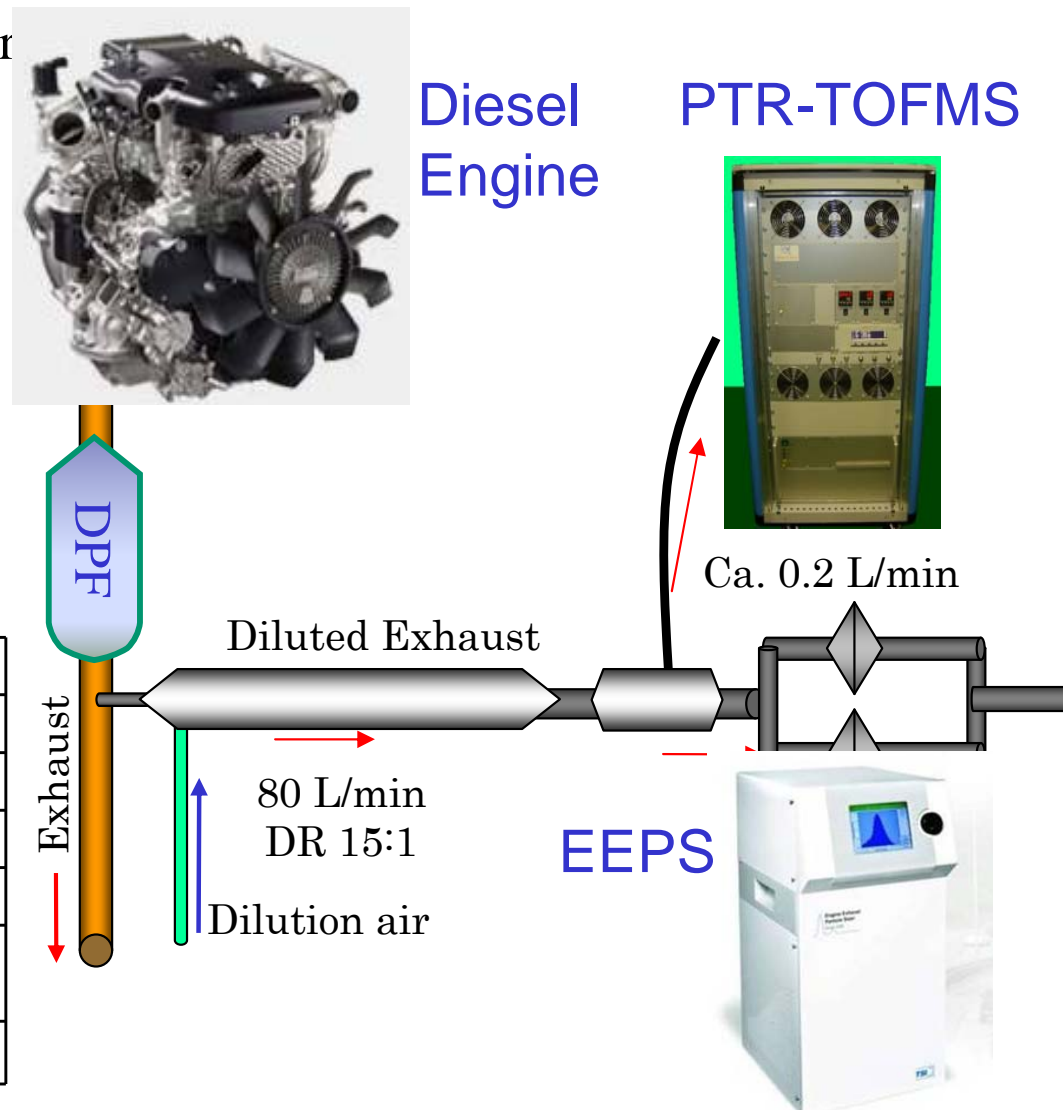 Diesel
Engine
PTR-TOFMS
DPF
Ca. 0.2 L/min
Diluted Exhaust
Exhaust
80 L/min
DR 15:1
Dilution air
EEPS
TSI